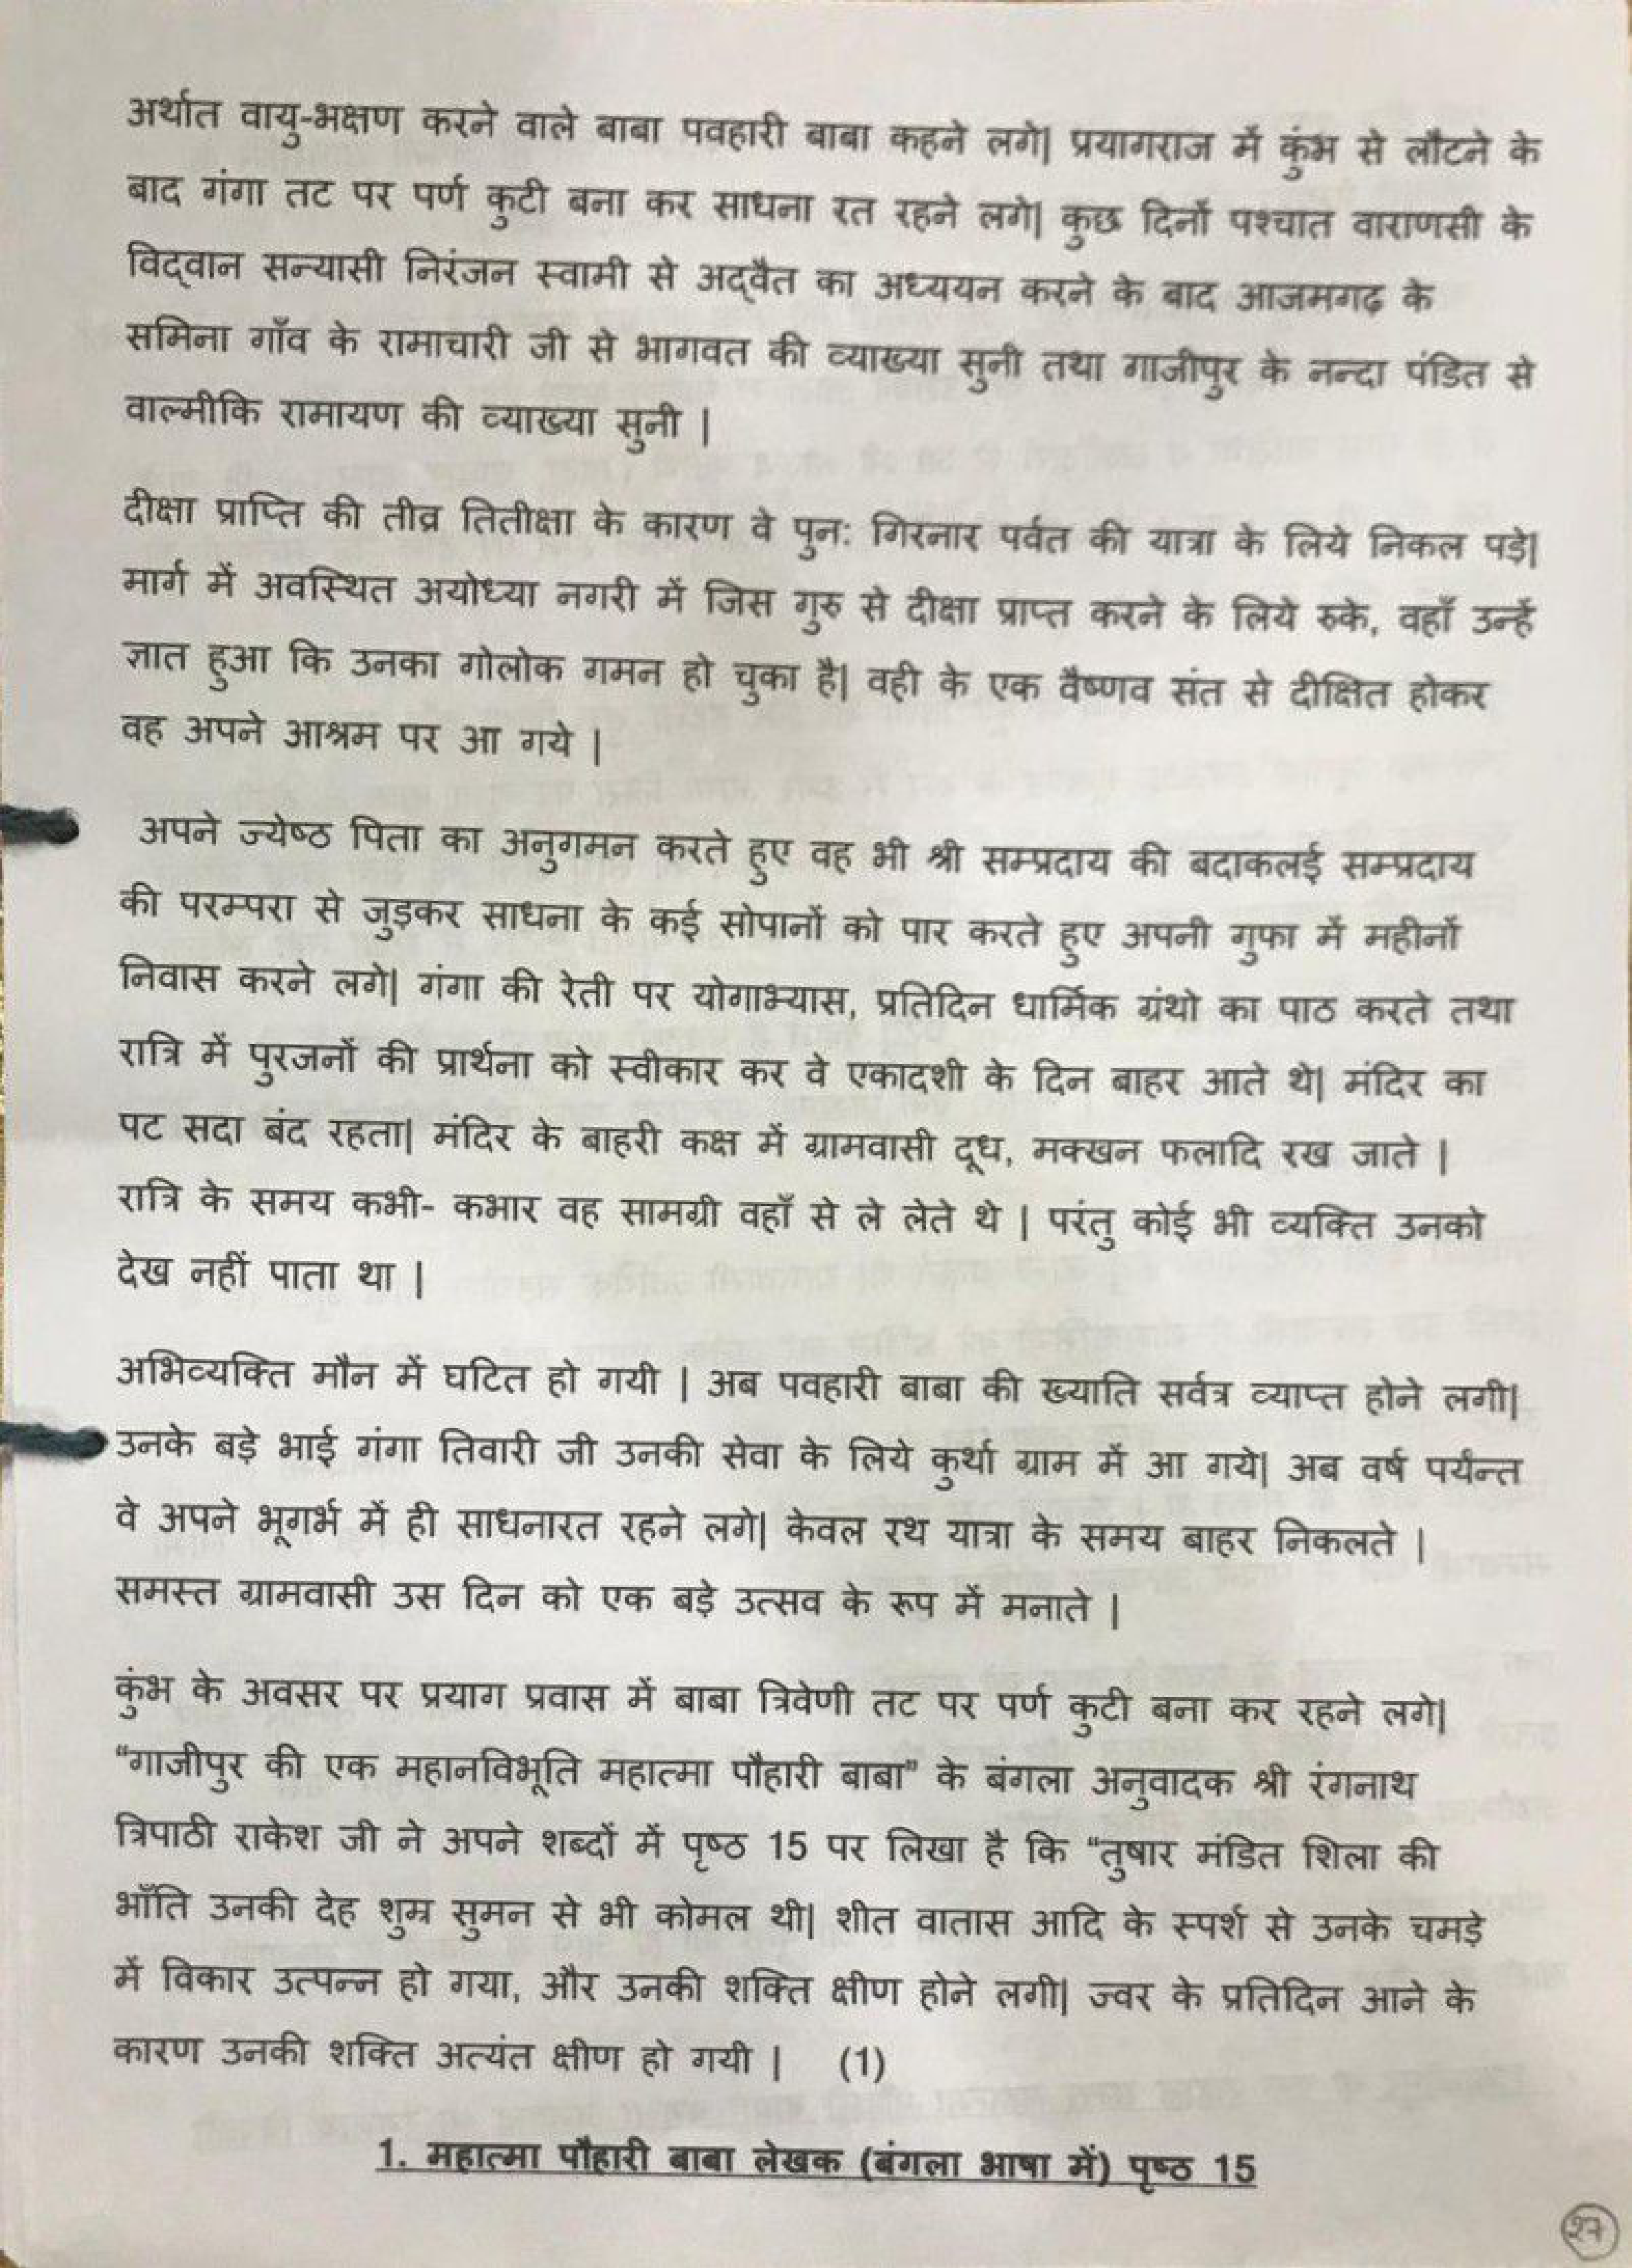 अर्थात वायु-भक्षण करने वाले बाबा पवहारी बाबा कहने लगे| प्रयागराज में कुंभ से लौटने के
बाद गंगा तट पर पर्ण कुटी बना कर साधना रत रहने लगे| कुछ दिनों पश्चात वाराणसी के
विद्वान सन्यासी निरंजन स्वामी से अद्वैत का अध्ययन करने के बाद आजमगढ़ के
समिना गाँव के रामाचारी जी से भागवत की व्याख्या सुनी तथा गाजीपुर के नन्दा पंडित से
वाल्मीकि रामायण की व्याख्या सुनी |
दीक्षा प्राप्ति की तीव्र तितीक्षा के कारण वे पुन: गिरनार पर्वत की यात्रा के लिये निकल पड़े|
मार्ग में अवस्थित अयोध्या नगरी में जिस गुरु से दीक्षा प्राप्त करने के लिये रुके, वहाँ उन्हें
ज्ञात हुआ कि उनका गोलोक गमन हो चुका है| वही के एक वैष्णव संत से दीक्षित होकर
वह अपने आश्रम पर आ गये |
अपने ज्येष्ठ पिता का अनुगमन करते हुए वह भी श्री सम्प्रदाय की बदाकलई सम्प्रदाय
की परम्परा से जुड़कर साधना के कई सोपानों को पार करते हुए अपनी गुफा में महीनों
निवास करने लगे| गंगा की रेती पर योगाभ्यास, प्रतिदिन धार्मिक ग्रंथो का पाठ करते तथा
रात्रि में पुरजनों की प्रार्थना को स्वीकार कर वे एकादशी के दिन बाहर आते थे| मंदिर का
पट सदा बंद रहता| मंदिर के बाहरी कक्ष में ग्रामवासी दूध, मक्खन फलादि रख जाते |
रात्रि के समय कभी- कभार वह सामग्री वहाँ से ले लेते थे | परंतु कोई भी व्यक्ति उनको
देख नहीं पाता था |
अभिव्यक्ति मौन में घटित हो गयी | अब पवहारी बाबा की ख्याति सर्वत्र व्याप्त होने लगी|
उनके बड़े भाई गंगा तिवारी जी उनकी सेवा के लिये कुर्था ग्राम में आ गये| अब वर्ष पर्यन्त
वे अपने भूगर्भ में ही साधनारत रहने लगे| केवल रथ यात्रा के समय बाहर निकलते |
समस्त ग्रामवासी उस दिन को एक बड़े उत्सव के रूप में मनाते |
कुंभ के अवसर पर प्रयाग प्रवास में बाबा त्रिवेणी तट पर पर्ण कुटी बना कर रहने लगे|
“गाजीपुर की एक महानविभूति महात्मा पौहारी बाबा” के बंगला अनुवादक श्री रंगनाथ
त्रिपाठी राकेश जी ने अपने शब्दों में पृष्ठ 15 पर लिखा है कि “तुषार मंडित शिला की
भाँति उनकी देह शुम्र सुमन से भी कोमल थी| शीत वातास आदि के स्पर्श से उनके चमड़े
में विकार उत्पन्न हो गया, और उनकी शक्ति क्षीण होने लगी| ज्वर के प्रतिदिन आने के
कारण उनकी शक्ति अत्यंत क्षीण हो गयी | (1)
1. महात्मा पौहारी बाबा लेखक (बंगला भाषा में) पृष्ठ 15
27